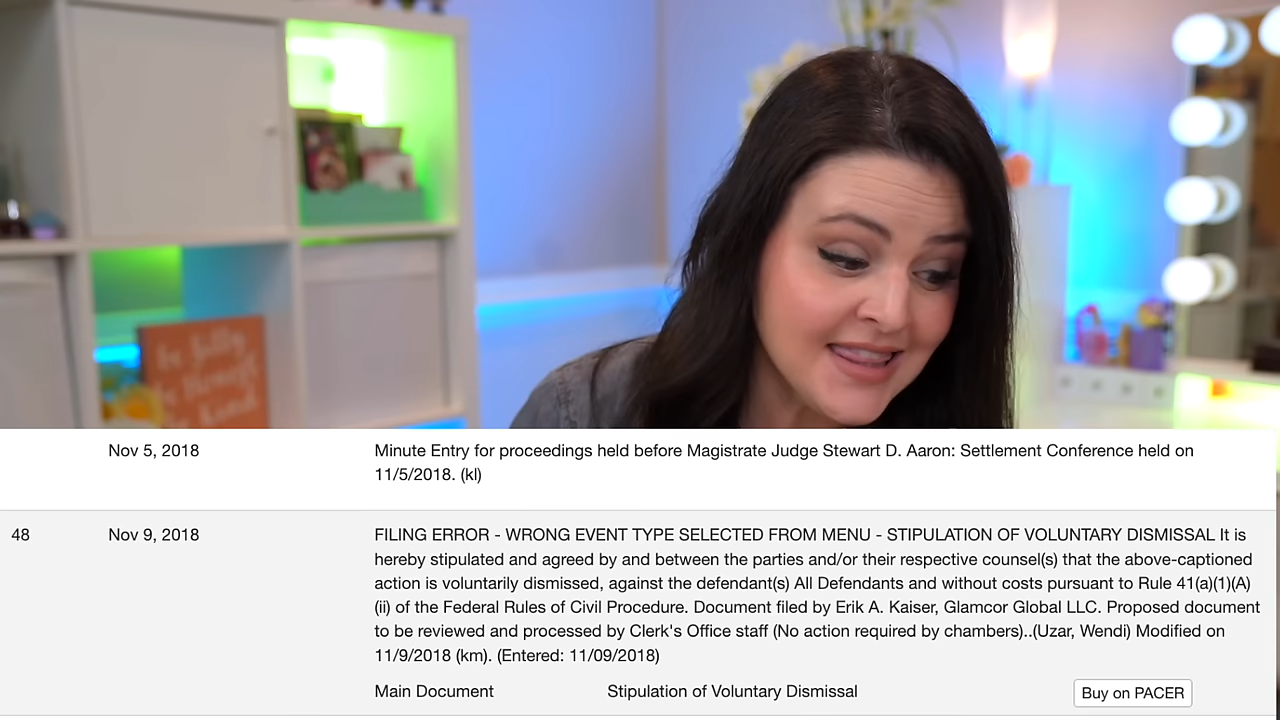 be
be
Kind
Nov 5, 2018
Minute Entry for proceedings held before Magistrate Judge Stewart D. Aaron: Settlement Conference held on
11/5/2018. (kl)
48
Nov 9, 2018
FILING ERROR - WRONG EVENT TYPE SELECTED FROM MENU - STIPULATION OF VOLUNTARY DISMISSAL It is
hereby stipulated and agreed by and between the parties and/or their respective counsel(s) that the above-captioned
action is voluntarily dismissed, against the defendant(s) All Defendants and without costs pursuant to Rule 41(a)(1)(A)
(ii) of the Federal Rules of Civil Procedure. Document filed by Erik A. Kaiser, Glamcor Global LLC. Proposed document
to be reviewed and processed by Clerk's Office staff (No action required by chambers)..(Uzar, Wendi) Modified on
11/9/2018 (km). (Entered: 11/09/2018)
Main Document
Stipulation of Voluntary Dismissal
Buy on PACER